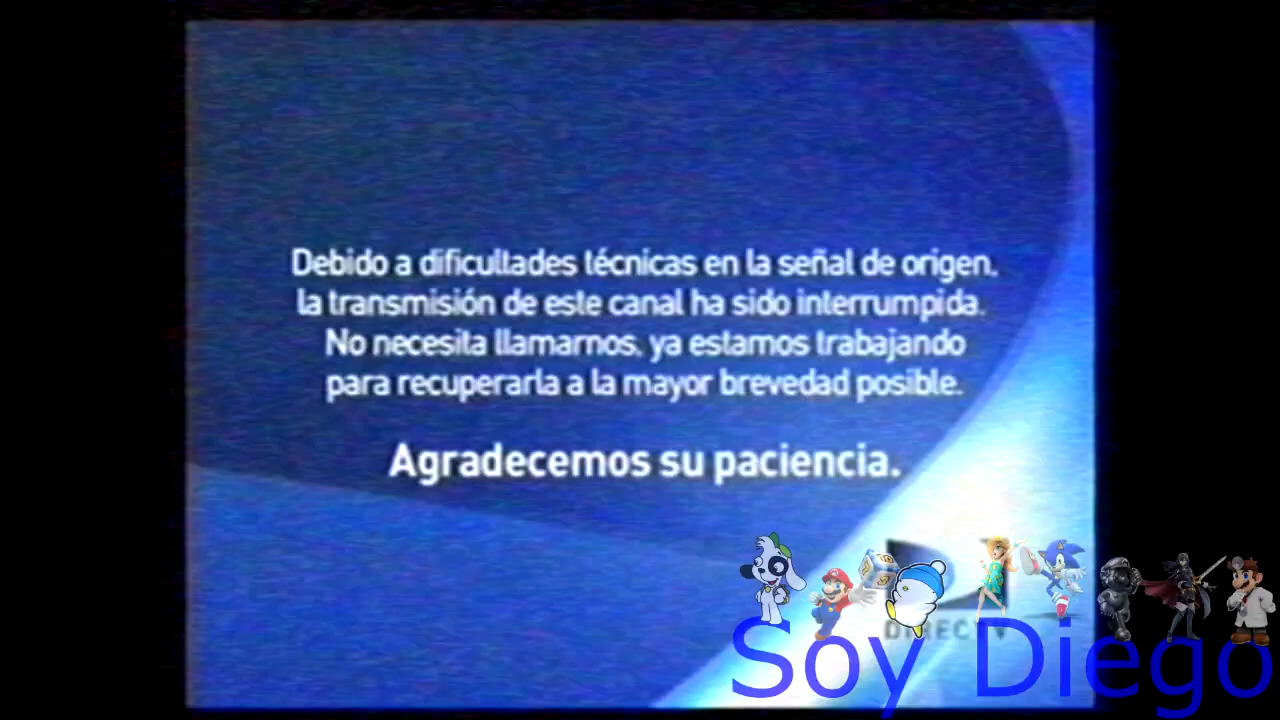 Debido a dificultades técnicas en la señal de origen,
la transmisión de este canal ha sido interrumpida.
No necesita llamarnos, ya estamos trabajando
para recuperarla a la mayor brevedad posible.
Agradecemos su paciencia.
DIRECTV
Soy Diego